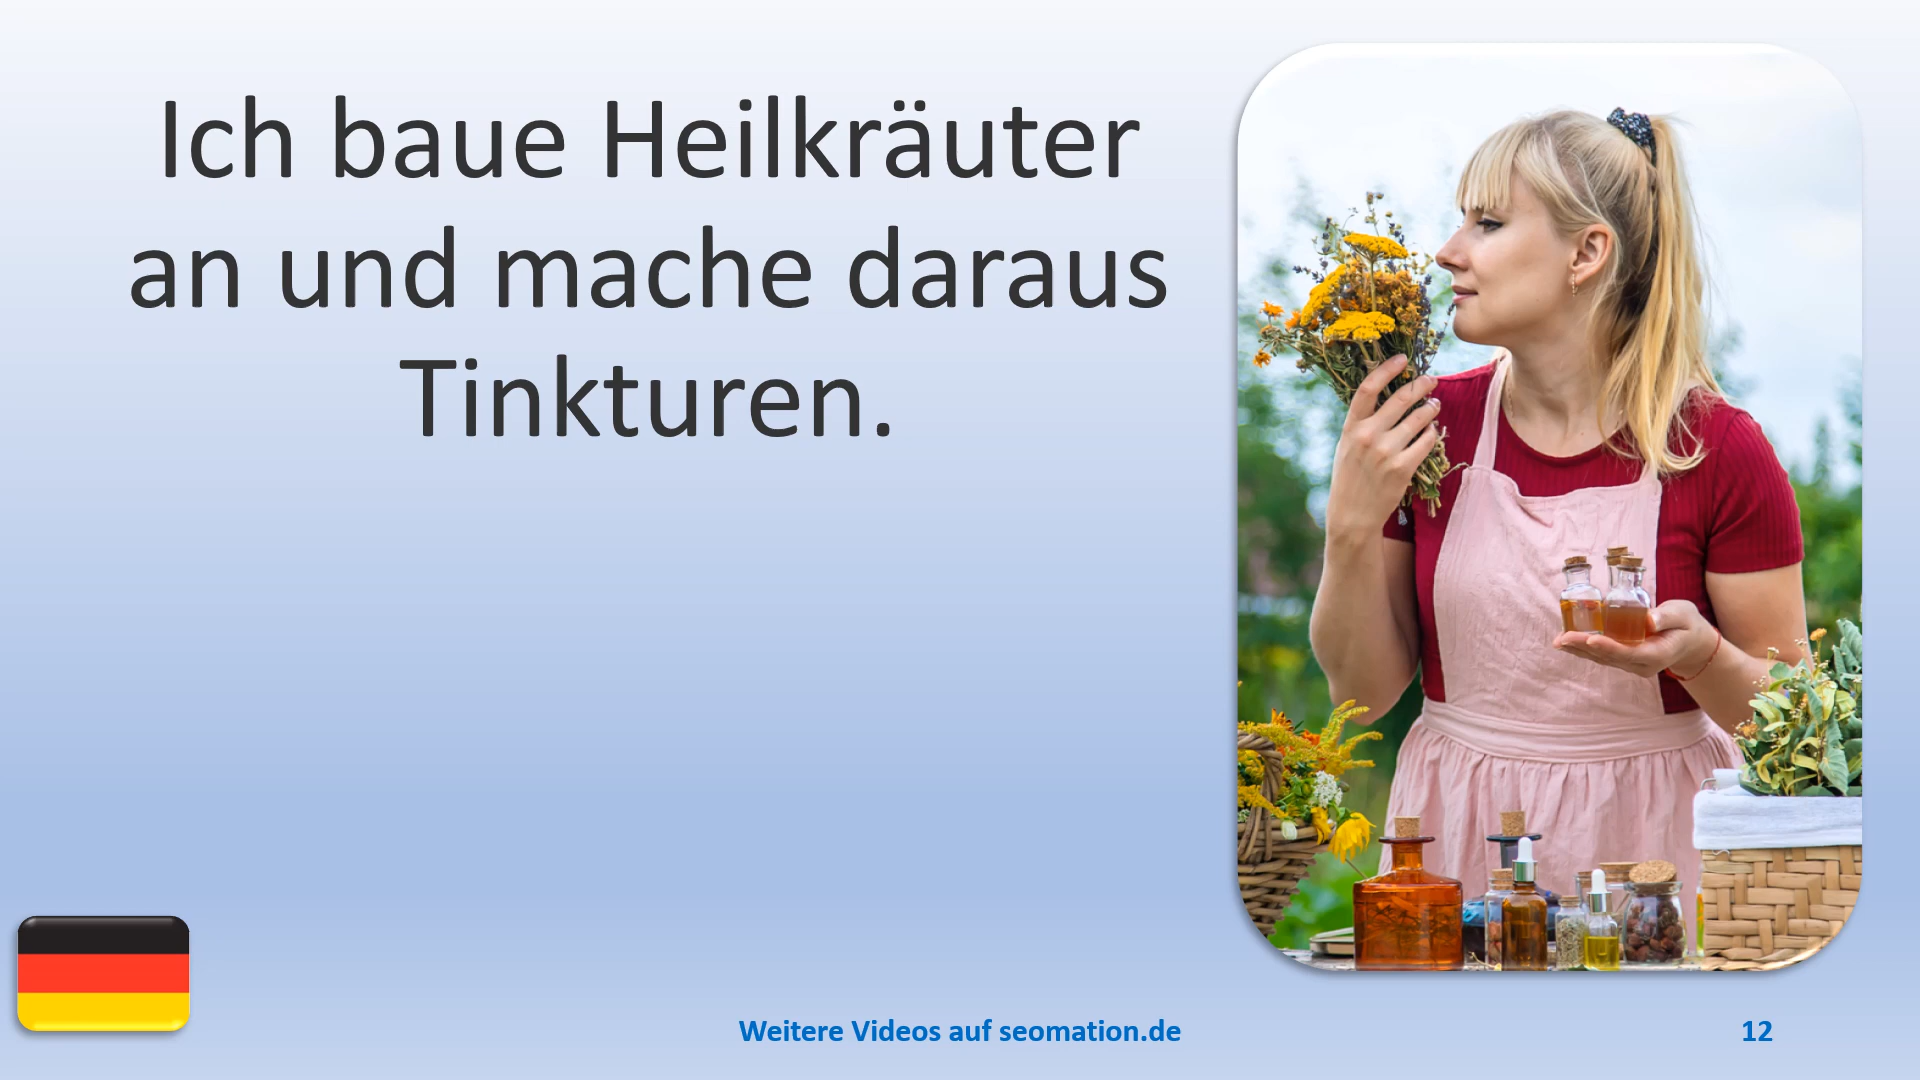 Ich baue Heilkräuter
an und mache daraus
Tinkturen.
Weitere Videos auf seomation.de
12